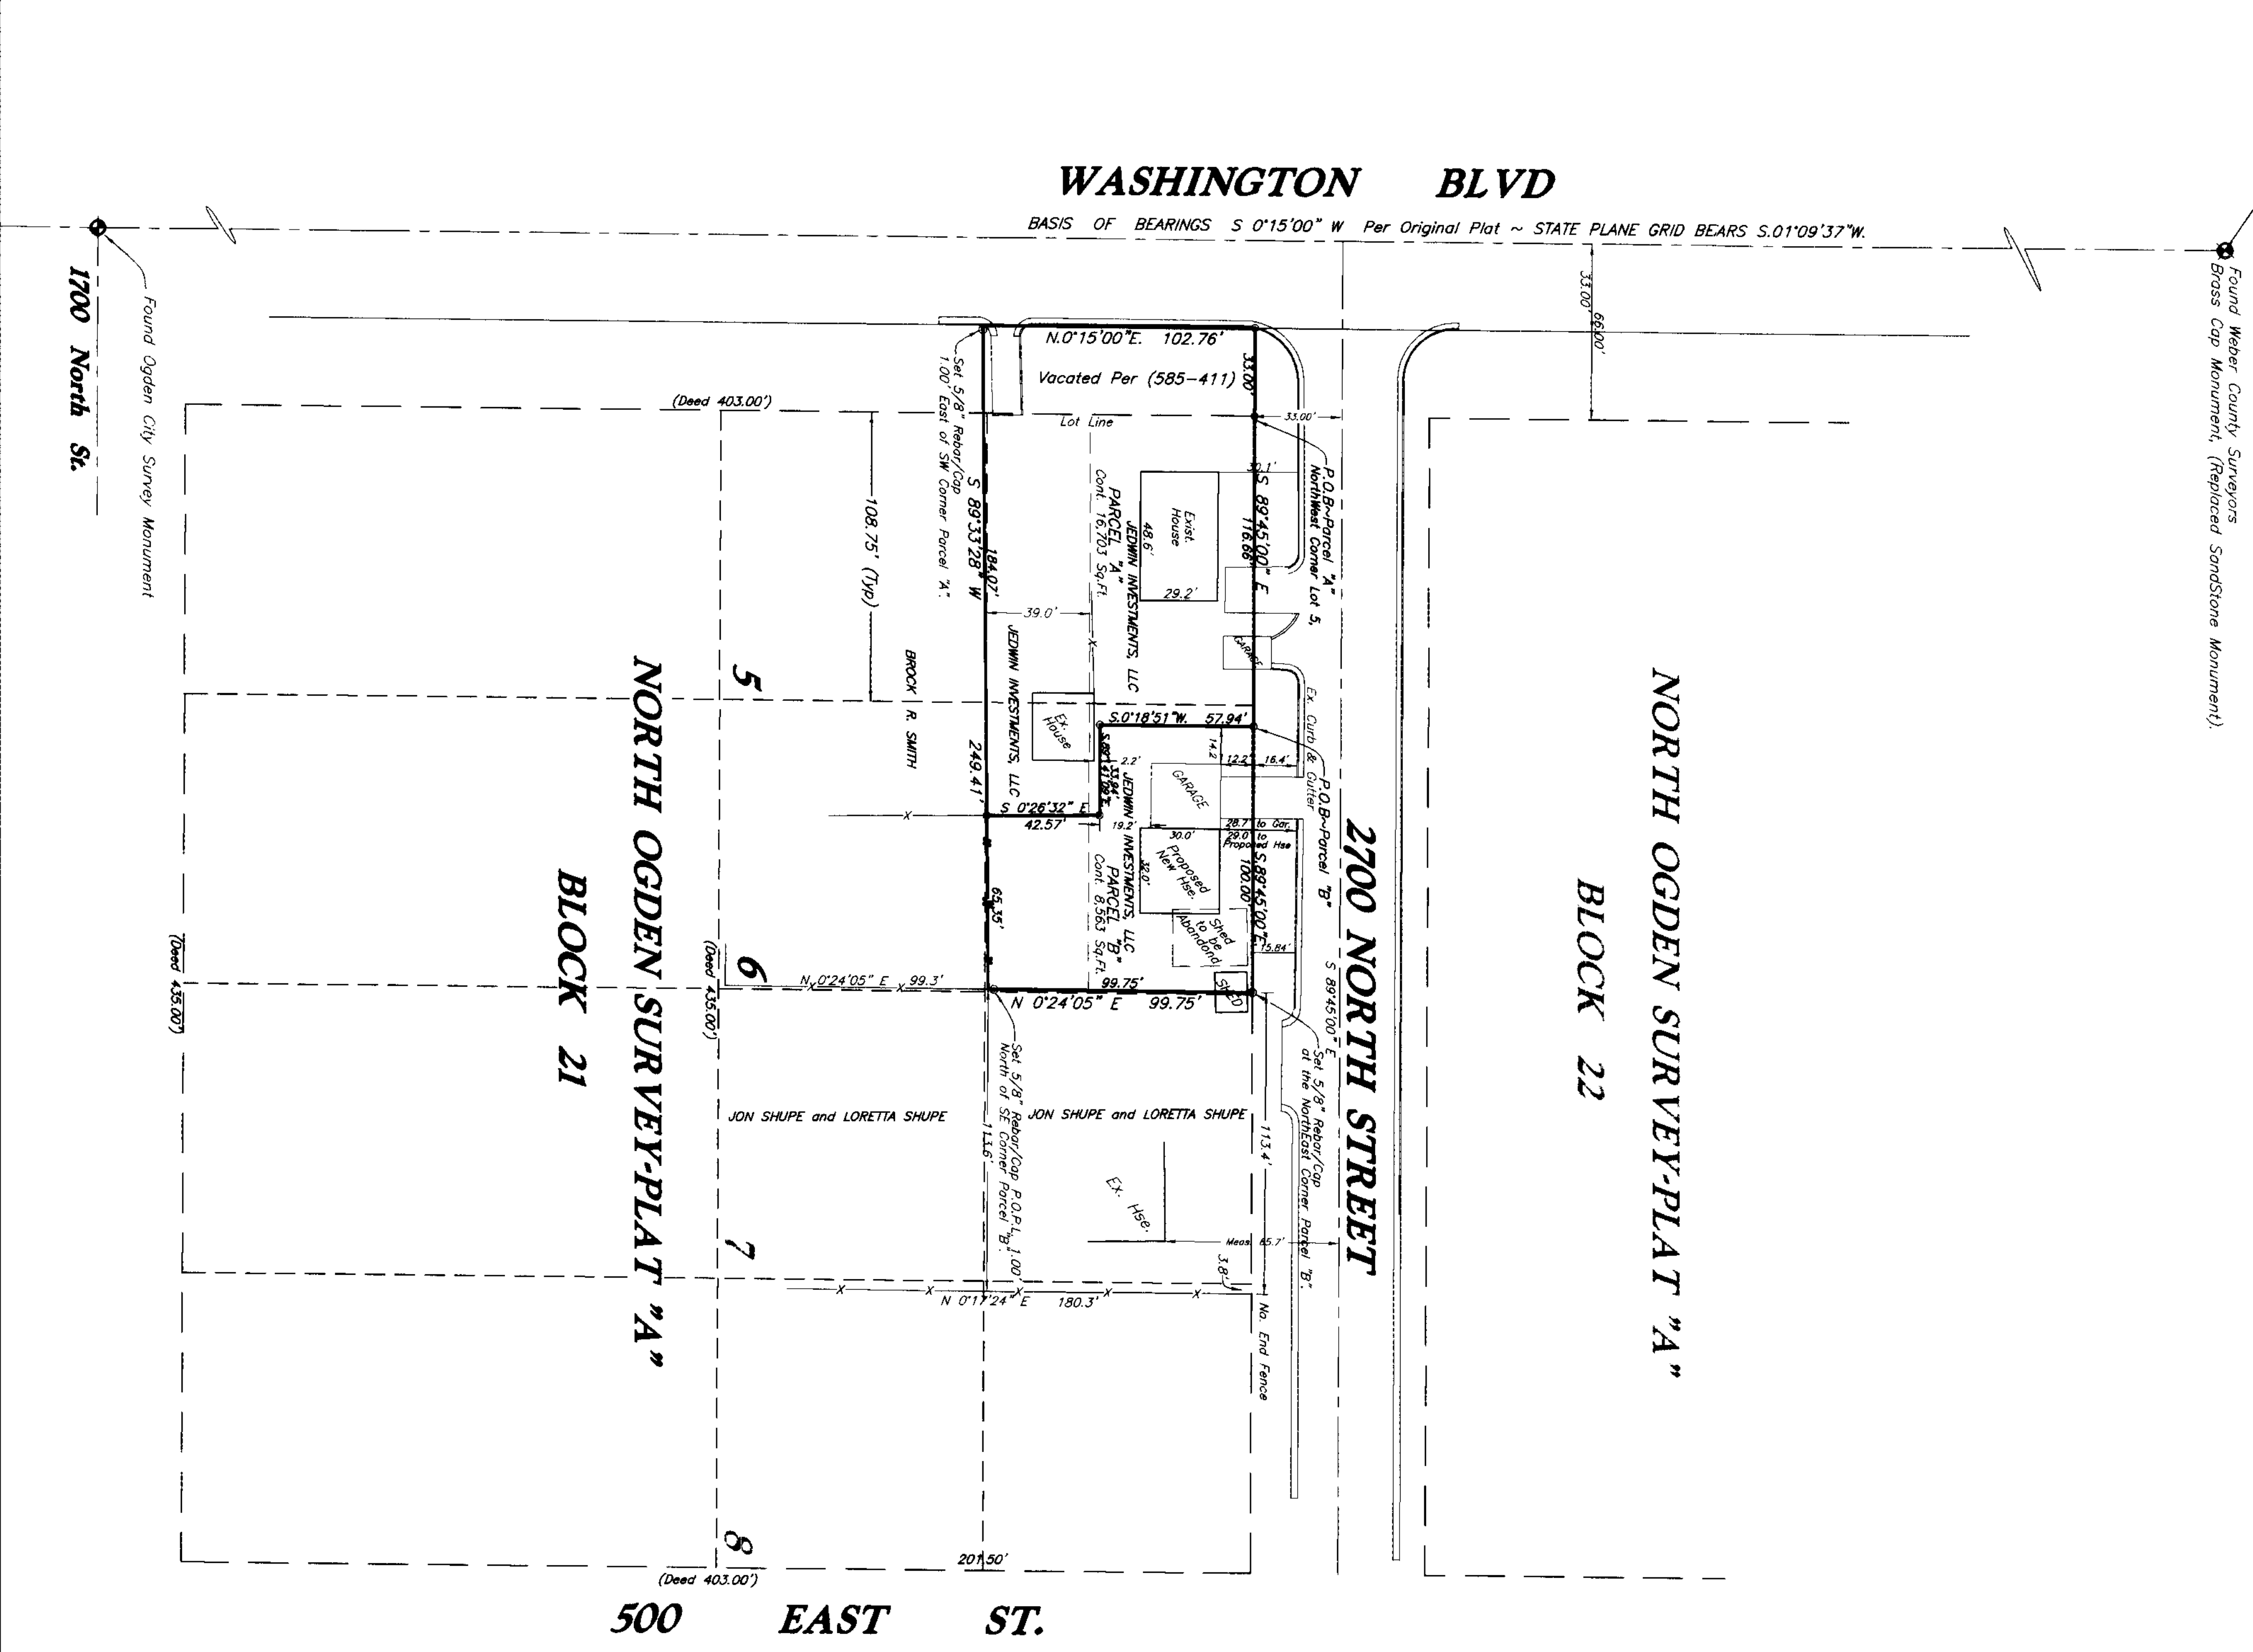 WASHINGTON BLVD
BASIS OF BEARINGS S 0°15'00" W Per Original Plat ~ STATE PLANE GRID BEARS S.01°09'37"W.
1700 North St.
Found Ogden City Survey Monument
Found Weber County Surveyors
Brass Cap Monument, (Replaced SandStone Monument).
33.00'
66.00'
N.0°15'00"E. 102.76'
33.00'
Vacated Per (585-411)
Set 5/8" Rebar/Cap
1.00' East of SW Corner Parcel "A".
(Deed 403.00')
Lot Line
33.00'
P.O.B~Parcel "A"
NorthWest Corner Lot 5,
30.1'
S 89°45'00" E
116.86'
Exist.
House
48.6'
29.2'
JEDWIN INVESTMENTS, LLC
PARCEL "A"
Cont. 16,703 Sq.Ft.
S 89°33'28" W
184.07'
108.75' (Typ)
39.0'
X
GARAGE
JEDWIN INVESTMENTS, LLC
BROCK R. SMITH
5
Ex. Curb & Gutter
Ex.
House
S.0°18'51"W. 57.94'
S 89°41'09"E
33.94'
2.2'
14.2
12.2'
16.4'
P.O.B~Parcel "B"
GARAGE
249.41'
S 0°26'32" E
42.57'
X
19.2'
28.7' to Gar.
29.0' to
Proposed Hse
30.0'
32.0'
Proposed
New Hse.
JEDWIN INVESTMENTS, LLC
PARCEL "B"
Cont. 8,563 Sq.Ft.
S.89°45'00"E
100.00'
65.35'
Shed
to be
Abandond
15.84'
SHED
99.75'
N 0°24'05" E 99.75'
N 0°24'05" E 99.3'
X X
6
(Deed 435.00')
(Deed 435.00')
2700 NORTH STREET
S 89°45'00" E
Set 5/8" Rebar/Cap
at the NorthEast Corner Parcel "B".
Set 5/8" Rebar/Cap P.O.P.L. 1.00'
North of SE Corner Parcel "B".
NORTH OGDEN SURVEY-PLAT "A"
BLOCK 21
NORTH OGDEN SURVEY-PLAT "A"
BLOCK 22
JON SHUPE and LORETTA SHUPE
JON SHUPE and LORETTA SHUPE
113.6'
113.4'
Ex. Hse.
Meas. 65.7'
3.8'
7
X X X X X
N 0°17'24" E 180.3'
No. End Fence
8
201.50'
(Deed 403.00')
500 EAST ST.